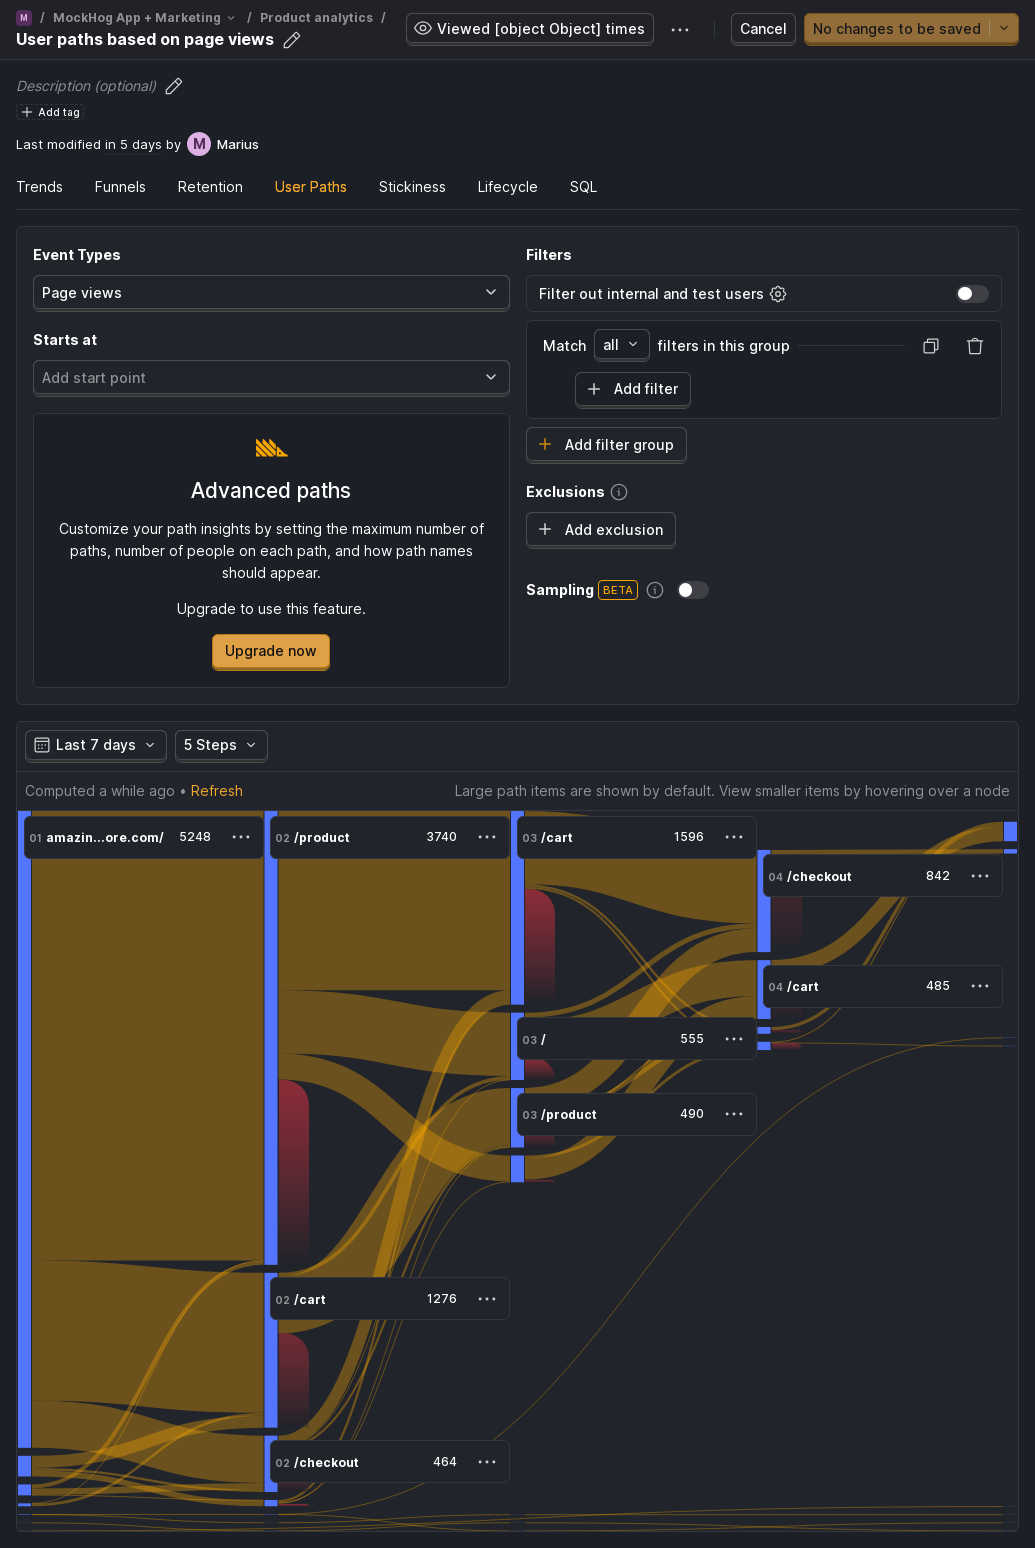 M / MockHog App + Marketing / Product analytics /
User paths based on page views
Viewed [object Object] times
Cancel
No changes to be saved
Description (optional)
Add tag
Last modified in 5 days by M Marius
Trends Funnels Retention User Paths Stickiness Lifecycle SQL
Event Types
Page views
Starts at
Add start point
Advanced paths
Customize your path insights by setting the maximum number of
paths, number of people on each path, and how path names
should appear.
Upgrade to use this feature.
Upgrade now
Filters
Filter out internal and test users
Match all filters in this group
Add filter
Add filter group
Exclusions
Add exclusion
Sampling BETA
Last 7 days 5 Steps
Computed a while ago • Refresh
Large path items are shown by default. View smaller items by hovering over a node
01 amazin...ore.com/ 5248
02 /product 3740
03 /cart 1596
04 /checkout 842
04 /cart 485
03 / 555
03 /product 490
02 /cart 1276
02 /checkout 464